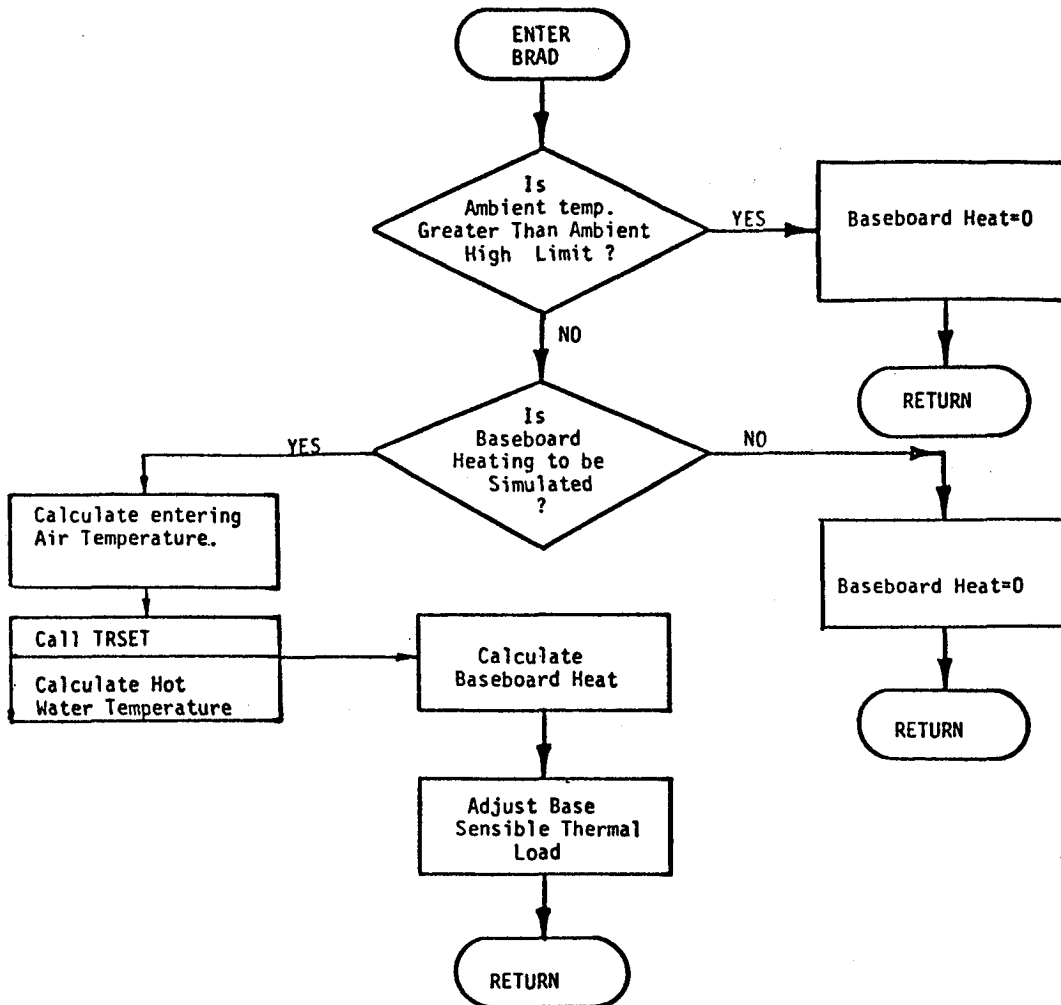 ENTER
BRAD
Is
Ambient temp.
Greater Than Ambient
High Limit ?
YES
Baseboard Heat=0
NO
RETURN
Is
Baseboard
Heating to be
Simulated
?
YES
NO
Calculate entering
Air Temperature.
Baseboard Heat=0
Call TRSET
Calculate Hot
Water Temperature
Calculate
Baseboard Heat
RETURN
Adjust Base
Sensible Thermal
Load
RETURN